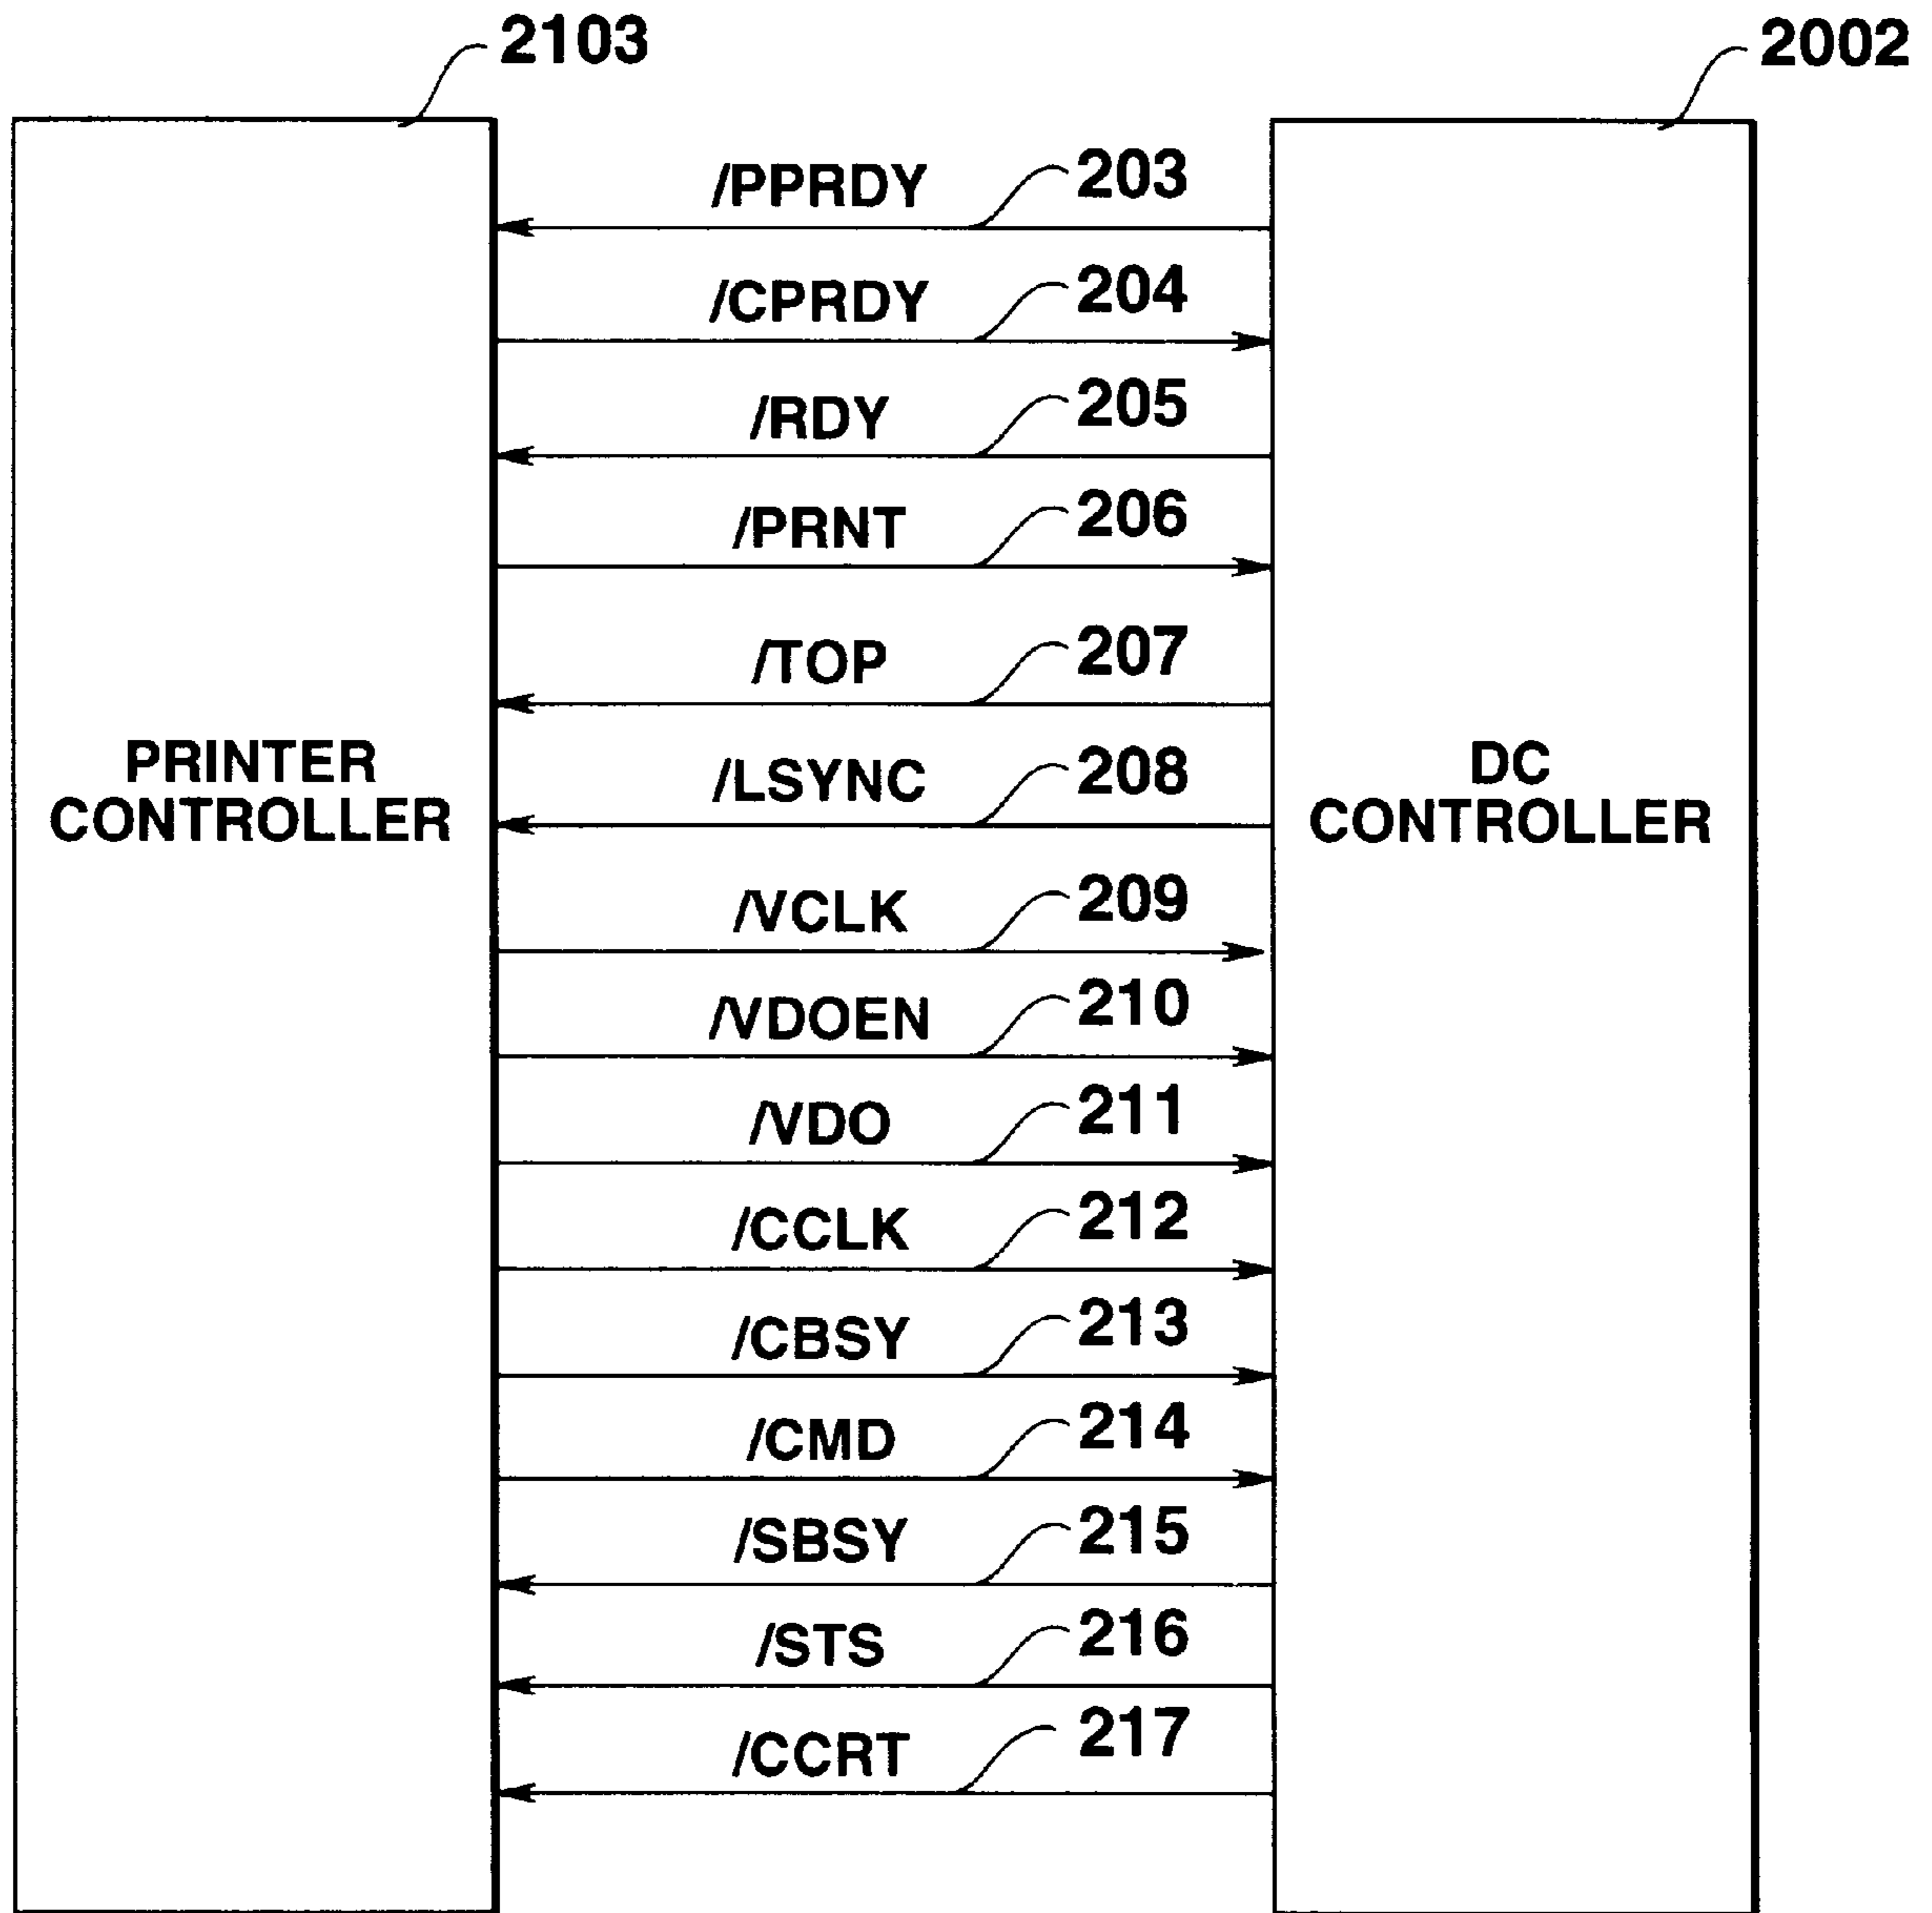 2103
2002
/PPRDY 203
/CPRDY 204
/RDY 205
/PRNT 206
/TOP 207
PRINTER
CONTROLLER
/LSYNC 208
DC
CONTROLLER
/VCLK 209
/VDOEN 210
/VDO 211
/CCLK 212
/CBSY 213
/CMD 214
/SBSY 215
/STS 216
/CCRT 217